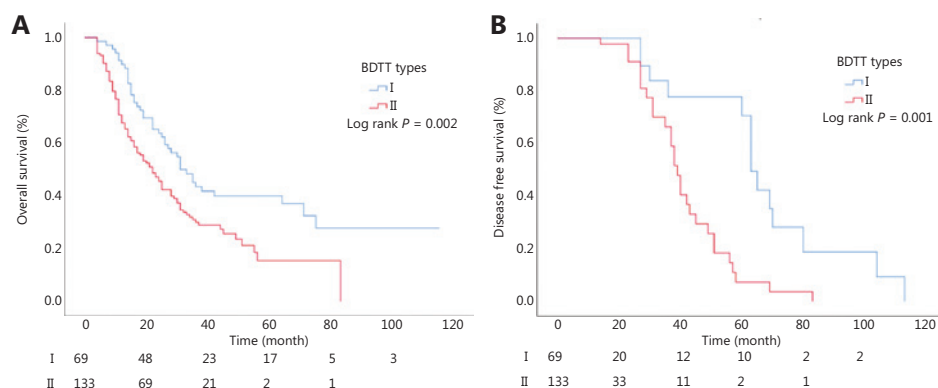 A
1.0
0.8
0.6
0.4
0.2
0.0
Overall survival (%)
BDTT types
I
II
Log rank P = 0.002
0 20 40 60 80 100 120
Time (month)
I 69 48 23 17 5 3
II 133 69 21 2 1
B
1.0
0.8
0.6
0.4
0.2
0.0
Disease free survival (%)
BDTT types
I
II
Log rank P = 0.001
0 20 40 60 80 100 120
Time (month)
I 69 20 12 10 2 2
II 133 33 11 2 1